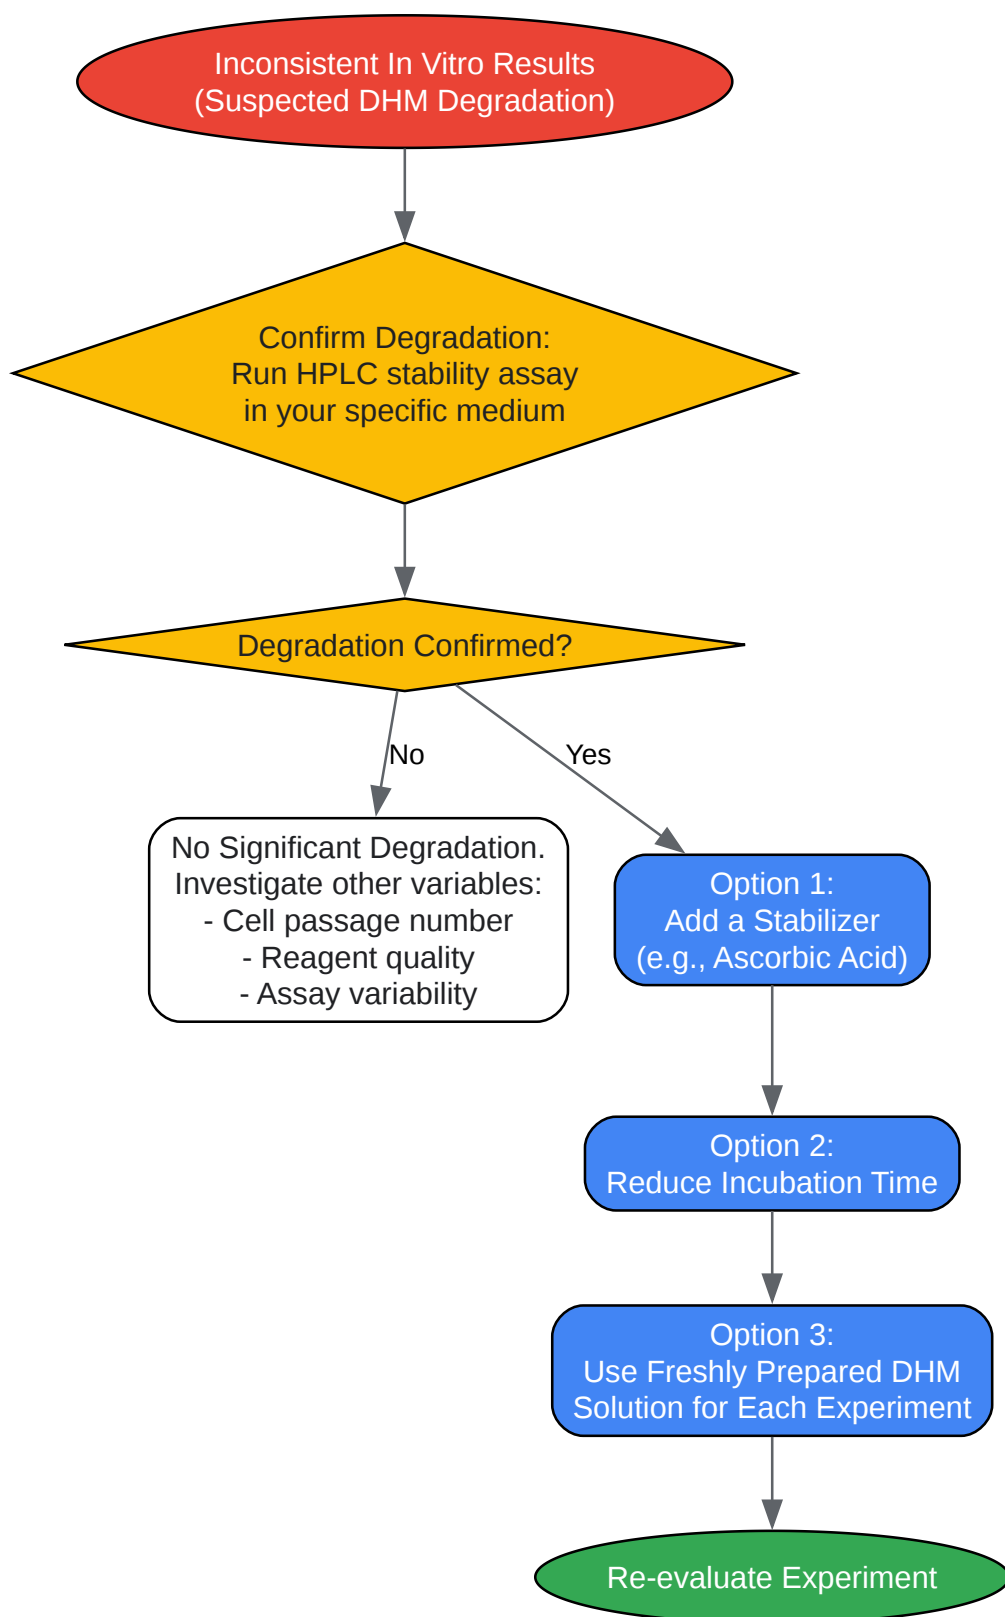 Inconsistent In Vitro Results
(Suspected DHM Degradation)
Confirm Degradation:
Run HPLC stability assay
in your specific medium
Degradation Confirmed?
No
Yes
No Significant Degradation.
Investigate other variables:
- Cell passage number
- Reagent quality
- Assay variability
Option 1:
Add a Stabilizer
(e.g., Ascorbic Acid)
Option 2:
Reduce Incubation Time
Option 3:
Use Freshly Prepared DHM
Solution for Each Experiment
Re-evaluate Experiment